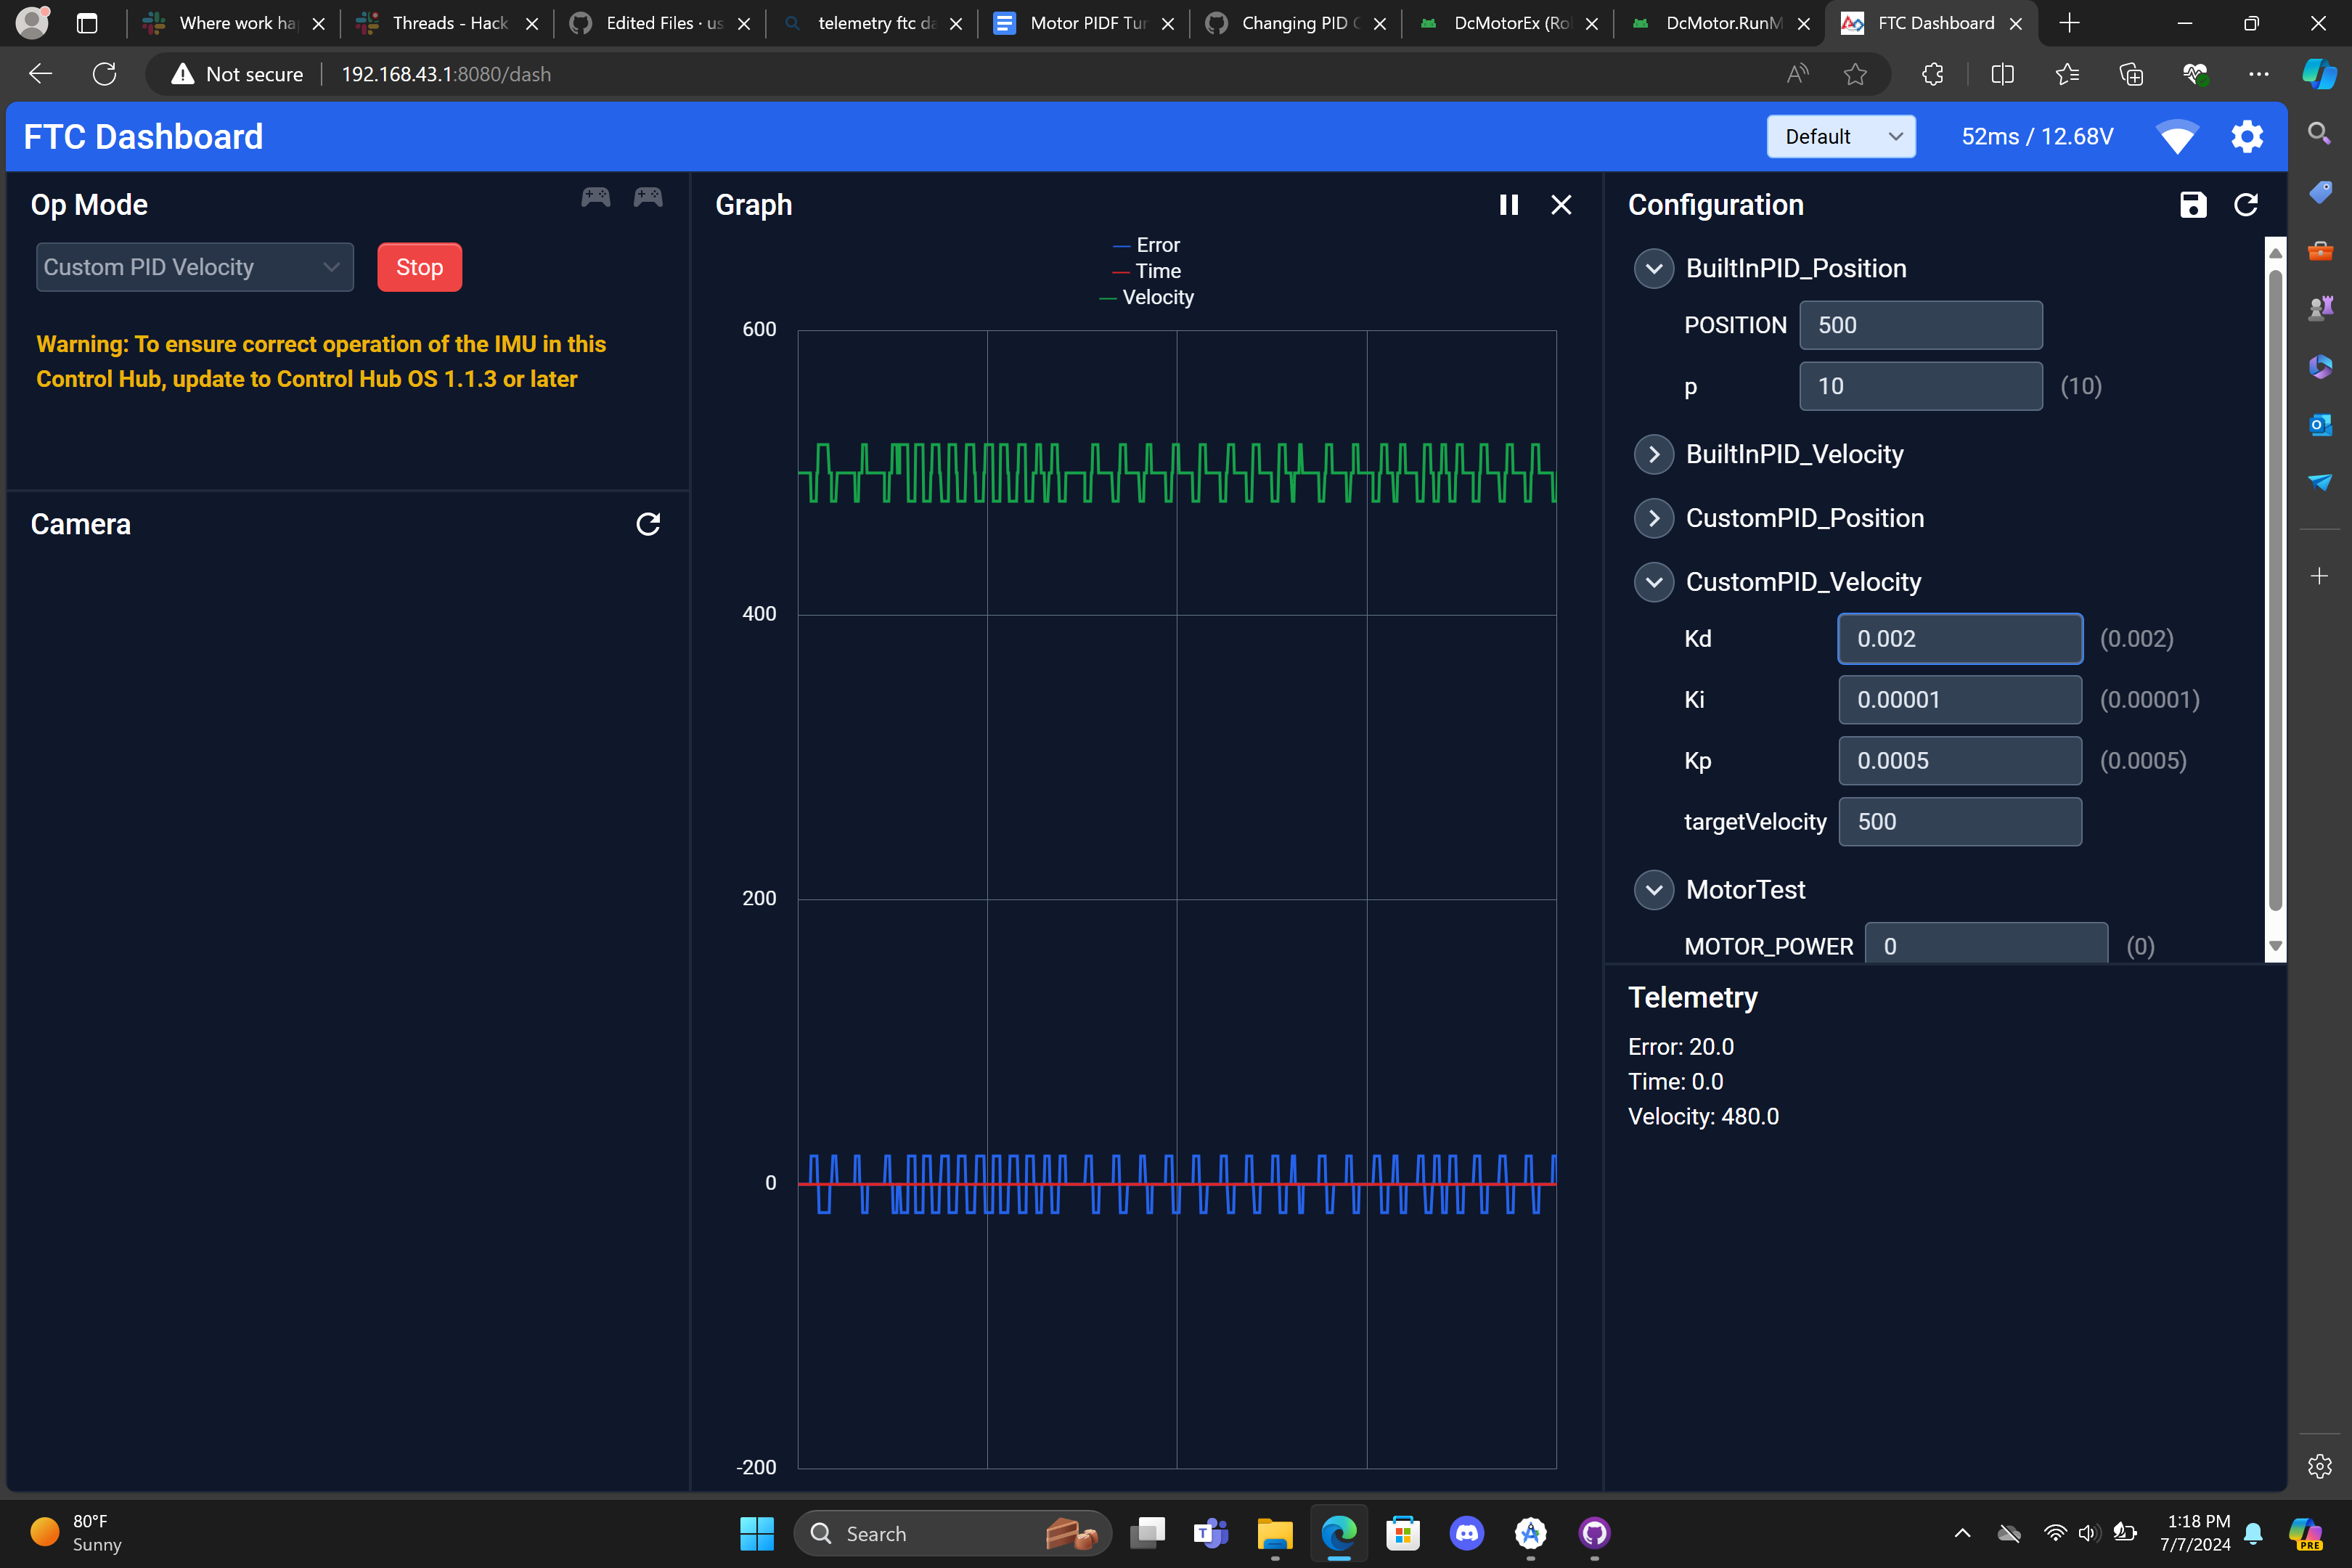 Where work ha
Threads - Hack
Edited Files · us
telemetry ftc da
Motor PIDF Tur
Changing PID C
DcMotorEx (Rol
DcMotor.RunM
FTC Dashboard
Not secure
192.168.43.1:8080/dash
FTC Dashboard
Default
52ms / 12.68V
Op Mode
Custom PID Velocity
Stop
Warning: To ensure correct operation of the IMU in this
Control Hub, update to Control Hub OS 1.1.3 or later
Camera
Graph
Error
Time
Velocity
600
400
200
0
-200
Configuration
BuiltInPID_Position
POSITION 500
p 10 (10)
BuiltInPID_Velocity
CustomPID_Position
CustomPID_Velocity
Kd 0.002 (0.002)
Ki 0.00001 (0.00001)
Kp 0.0005 (0.0005)
targetVelocity 500
MotorTest
MOTOR_POWER 0 (0)
Telemetry
Error: 20.0
Time: 0.0
Velocity: 480.0
80°F
Sunny
Search
1:18 PM
7/7/2024
PRE